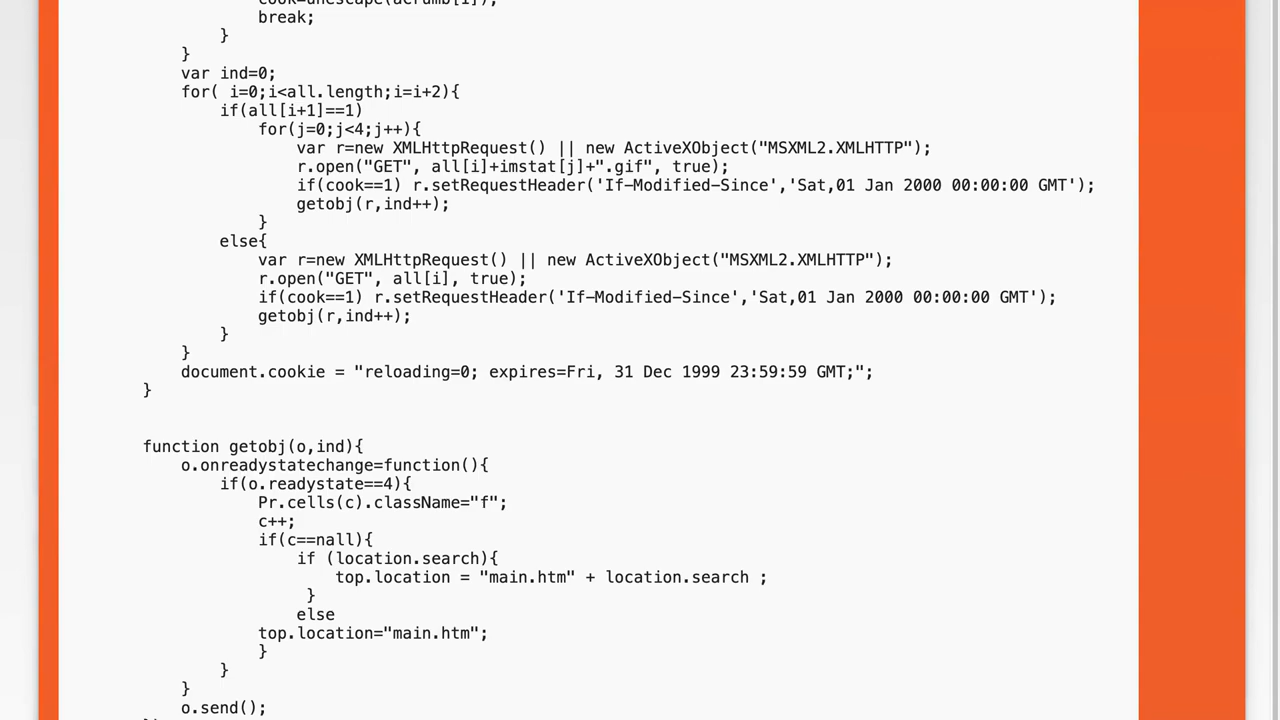 cook=unescape(acrumb[1]);
break;
}
}
var ind=0;
for( i=0;i<all.length;i=i+2){
if(all[i+1]==1)
for(j=0;j<4;j++){
var r=new XMLHttpRequest() || new ActiveXObject("MSXML2.XMLHTTP");
r.open("GET", all[i]+imstat[j]+".gif", true);
if(cook==1) r.setRequestHeader('If-Modified-Since','Sat,01 Jan 2000 00:00:00 GMT');
getobj(r,ind++);
}
else{
var r=new XMLHttpRequest() || new ActiveXObject("MSXML2.XMLHTTP");
r.open("GET", all[i], true);
if(cook==1) r.setRequestHeader('If-Modified-Since','Sat,01 Jan 2000 00:00:00 GMT');
getobj(r,ind++);
}
}
document.cookie = "reloading=0; expires=Fri, 31 Dec 1999 23:59:59 GMT;";
}
function getobj(o,ind){
o.onreadystatechange=function(){
if(o.readystate==4){
Pr.cells(c).className="f";
c++;
if(c==nall){
if (location.search){
top.location = "main.htm" + location.search ;
}
else
top.location="main.htm";
}
}
}
o.send();